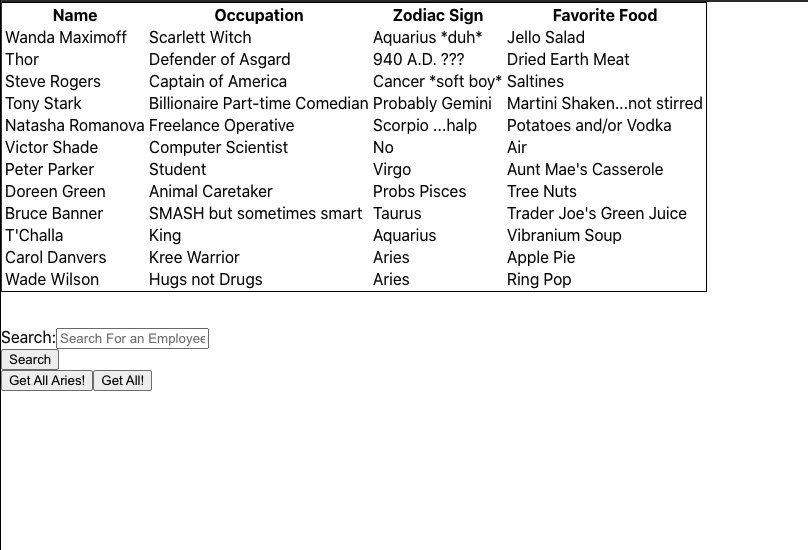 Name Occupation Zodiac Sign Favorite Food
Wanda Maximoff Scarlett Witch Aquarius *duh* Jello Salad
Thor Defender of Asgard 940 A.D. ??? Dried Earth Meat
Steve Rogers Captain of America Cancer *soft boy* Saltines
Tony Stark Billionaire Part-time Comedian Probably Gemini Martini Shaken...not stirred
Natasha Romanova Freelance Operative Scorpio ...halp Potatoes and/or Vodka
Victor Shade Computer Scientist No Air
Peter Parker Student Virgo Aunt Mae's Casserole
Doreen Green Animal Caretaker Probs Pisces Tree Nuts
Bruce Banner SMASH but sometimes smart Taurus Trader Joe's Green Juice
T'Challa King Aquarius Vibranium Soup
Carol Danvers Kree Warrior Aries Apple Pie
Wade Wilson Hugs not Drugs Aries Ring Pop
Search: Search For an Employee
Search
Get All Aries! Get All!